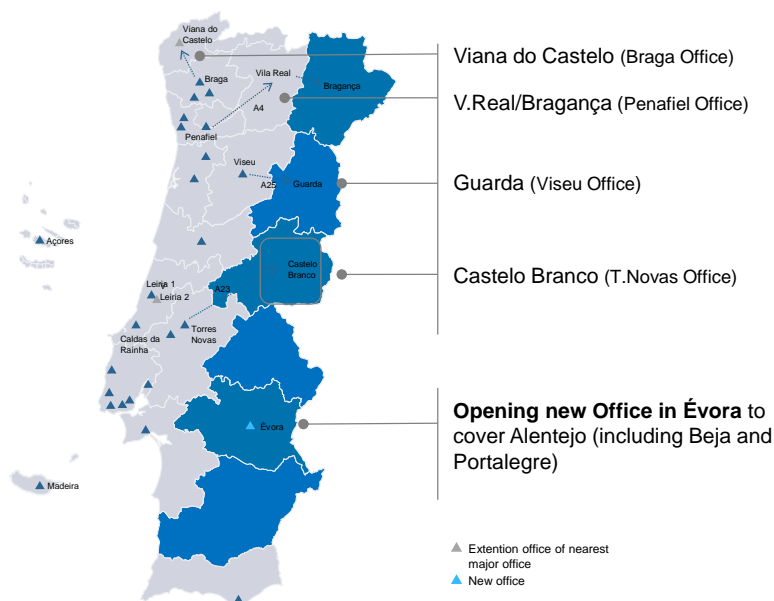 Viana do
Castelo
Braga
Vila Real
Bragança
A4
Penafiel
Viseu
A25
Guarda
Açores
Castelo
Branco
Leiria 1
Leiria 2
A23
Caldas da
Rainha
Torres
Novas
Évora
Madeira
Viana do Castelo (Braga Office)
V.Real/Bragança (Penafiel Office)
Guarda (Viseu Office)
Castelo Branco (T.Novas Office)
Opening new Office in Évora to
cover Alentejo (including Beja and
Portalegre)
Extention office of nearest
major office
New office